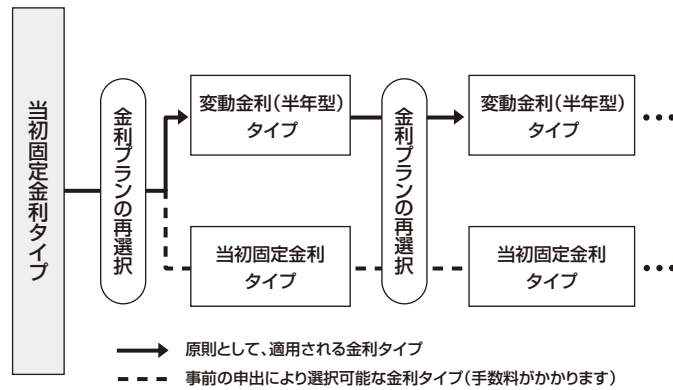 当初固定金利タイプ
金利プランの再選択
変動金利（半年型）
タイプ
金利プランの再選択
変動金利（半年型）
タイプ
当初固定金利
タイプ
当初固定金利
タイプ
原則として、適用される金利タイプ
事前の申出により選択可能な金利タイプ（手数料がかかります）